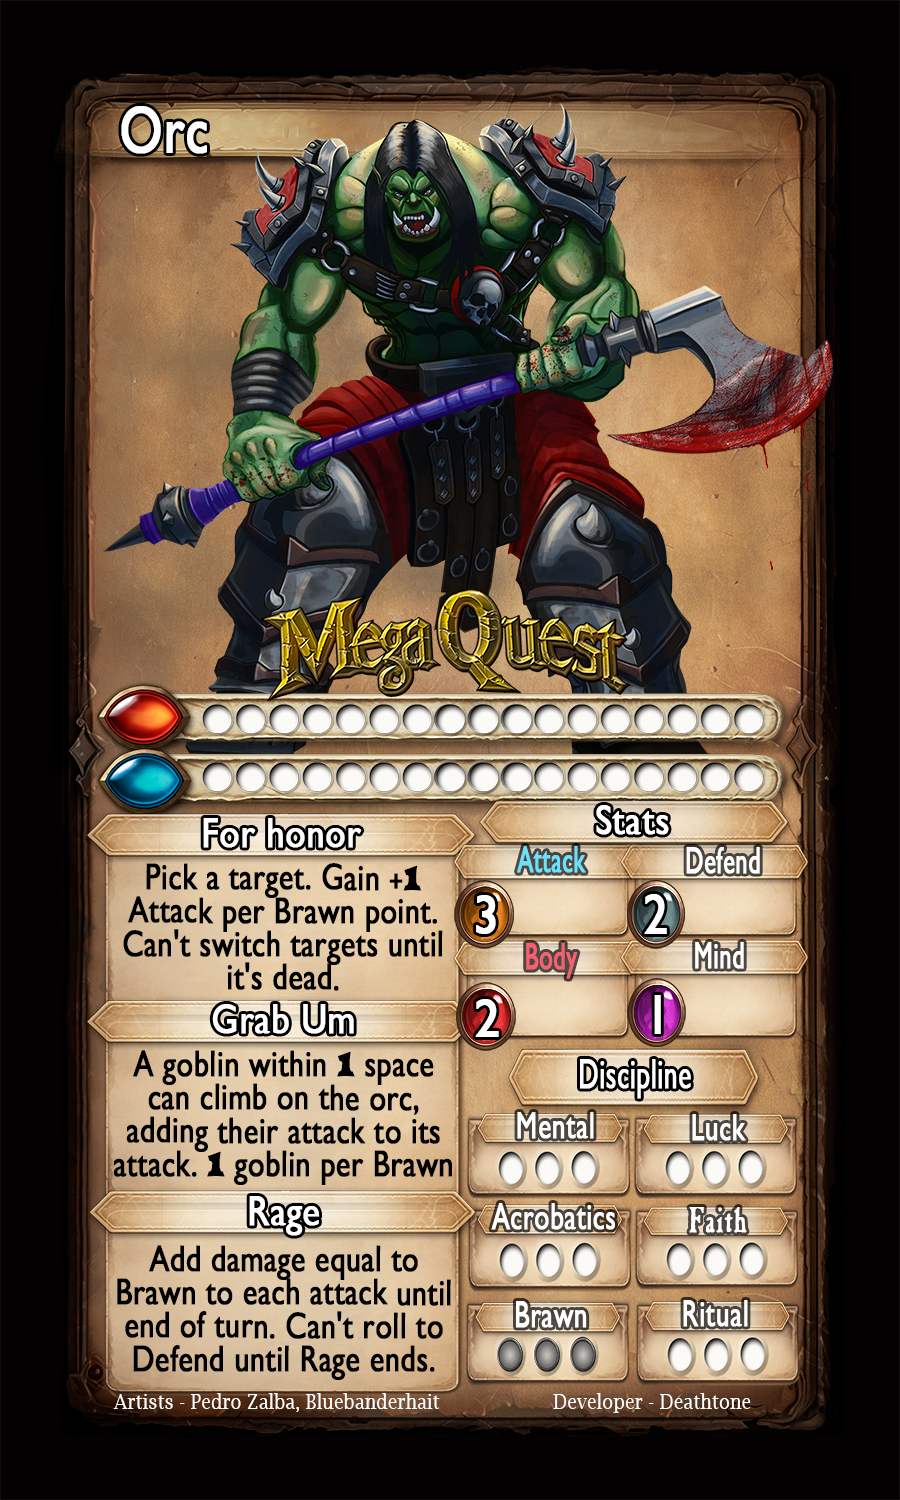 Orc
Mega Quest
For honor
Pick a target. Gain +1
Attack per Brawn point.
Can't switch targets until
it's dead.
Grab Um
A goblin within 1 space
can climb on the orc,
adding their attack to its
attack. 1 goblin per Brawn
Rage
Add damage equal to
Brawn to each attack until
end of turn. Can't roll to
Defend until Rage ends.
Stats
Attack Defend
3 2
Body Mind
2 1
Discipline
Mental Luck
Acrobatics Faith
Brawn Ritual
Artists - Pedro Zalba, Bluebanderhait
Developer - Deathtone